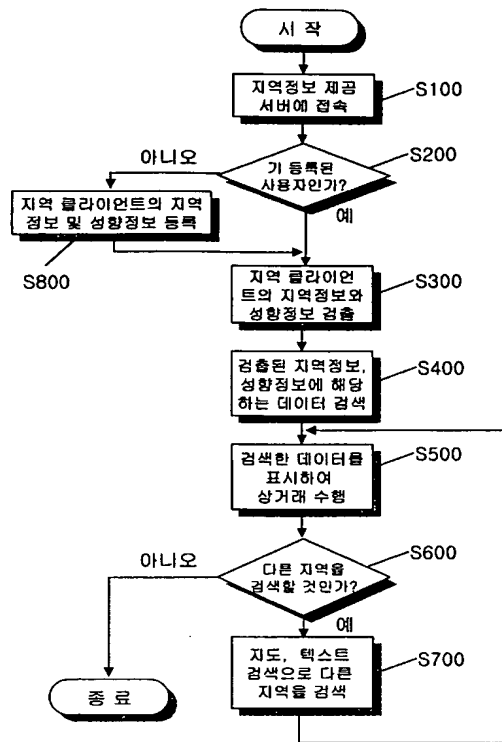 시 작
지역정보 제공
서버에 접속
S100
기 등록된
사용자인가?
S200
아니오
예
지역 클라이언트의 지역
정보 및 성향정보 등록
S800
지역 클라이언
트의 지역정보와
성향정보 검출
S300
검출된 지역정보,
성향정보에 해당
하는 데이터 검색
S400
검색한 데이터를
표시하여
상거래 수행
S500
다른 지역을
검색할 것인가?
S600
아니오
예
지도, 텍스트
검색으로 다른
지역을 검색
S700
종 료